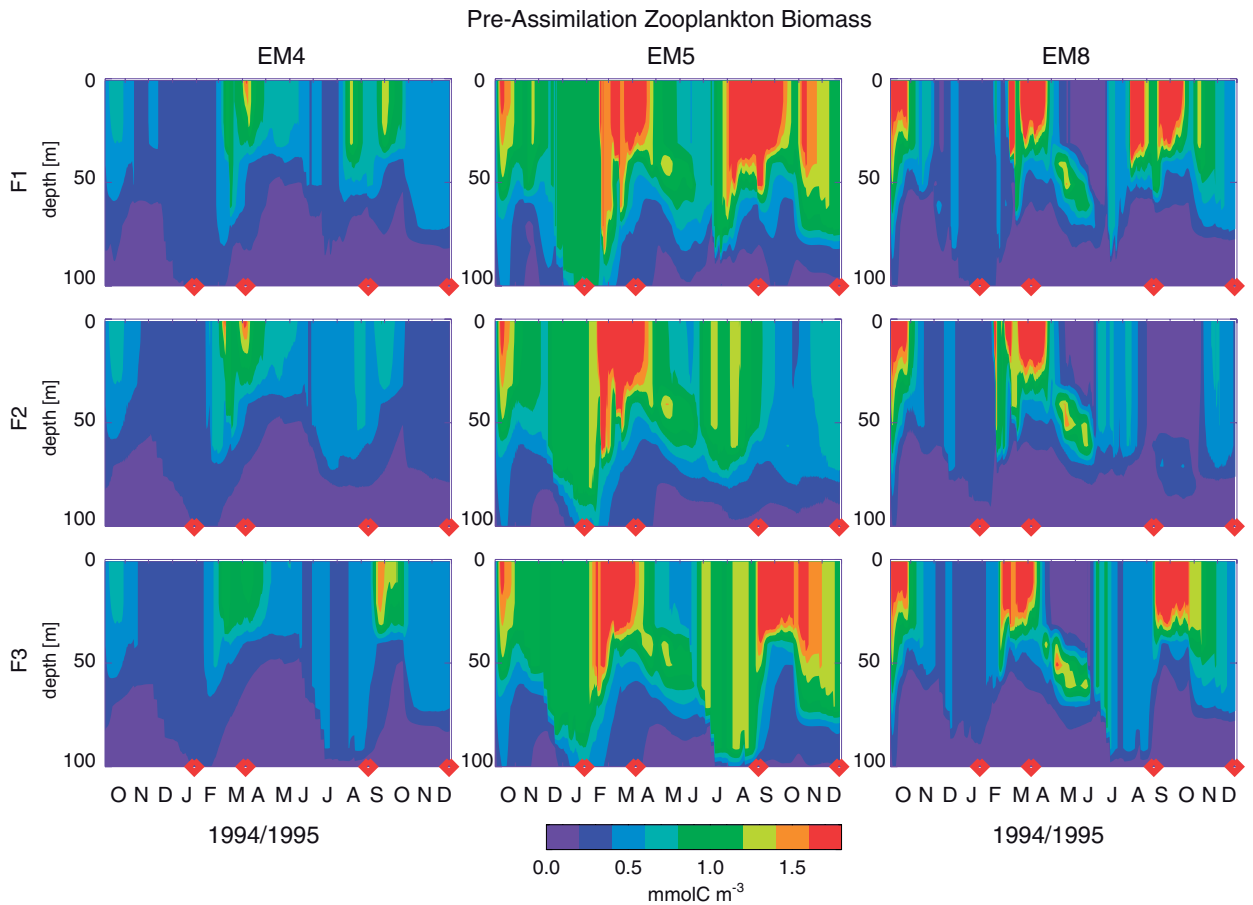 Pre-Assimilation Zooplankton Biomass
EM4 EM5 EM8
F1
depth [m]
0 50 100
0 50 100
0 50 100
F2
depth [m]
0 50 100
0 50 100
0 50 100
F3
depth [m]
0 50 100
0 50 100
0 50 100
O N D J F M A M J J A S O N D
O N D J F M A M J J A S O N D
O N D J F M A M J J A S O N D
1994/1995
1994/1995
0.0 0.5 1.0 1.5
mmolC m⁻³